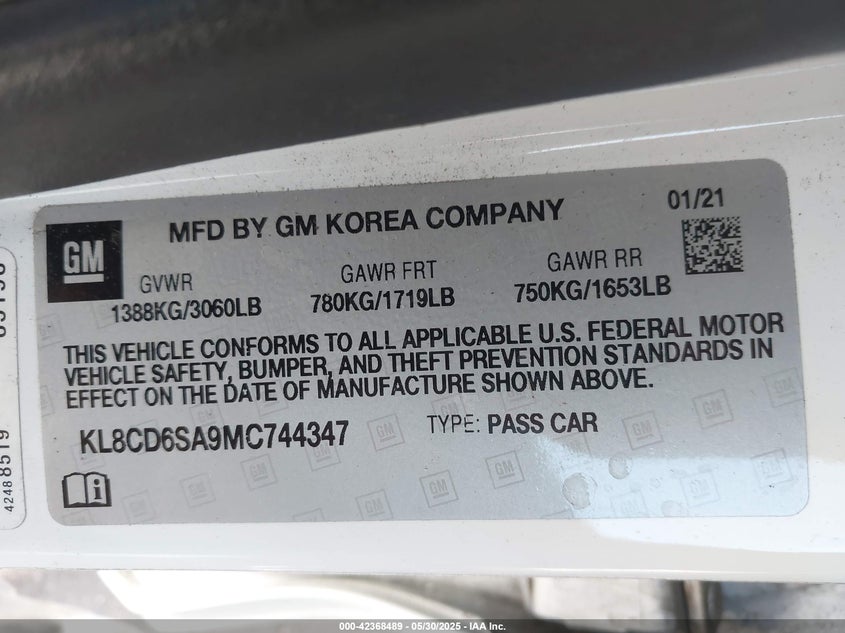 GM
MFD BY GM KOREA COMPANY
01/21
GVWR
1388KG/3060LB
GAWR FRT
780KG/1719LB
GAWR RR
750KG/1653LB
THIS VEHICLE CONFORMS TO ALL APPLICABLE U.S. FEDERAL MOTOR
VEHICLE SAFETY, BUMPER, AND THEFT PREVENTION STANDARDS IN
EFFECT ON THE DATE OF MANUFACTURE SHOWN ABOVE.
KL8CD6SA9MC744347
TYPE: PASS CAR
42488519
000-42368489 - 05/30/2025 - IAA Inc.